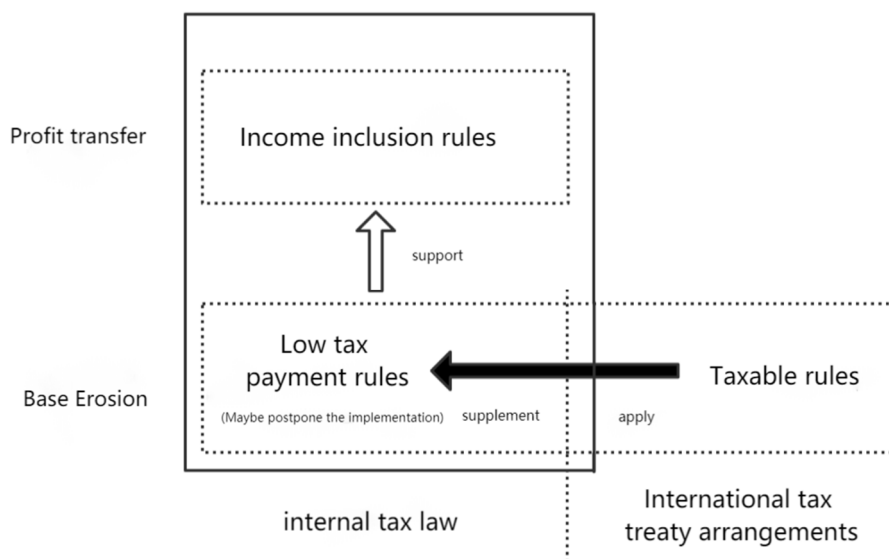 Profit transfer
Income inclusion rules
support
Low tax
payment rules
Taxable rules
Base Erosion
(Maybe postpone the implementation)
supplement
apply
internal tax law
International tax
treaty arrangements